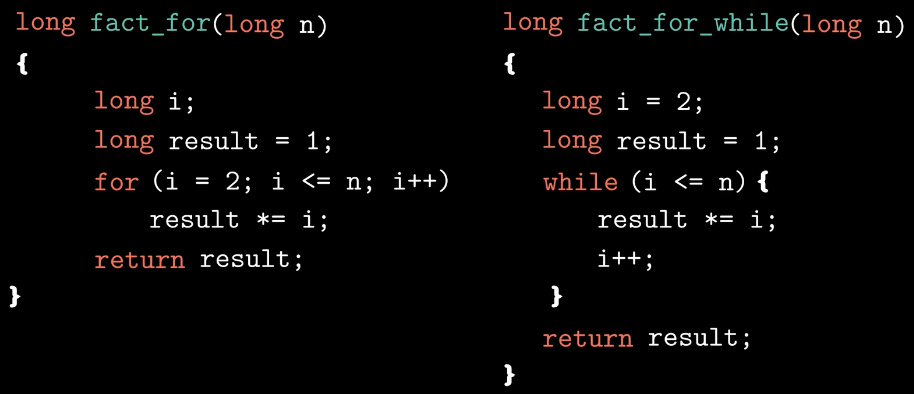 long fact_for(long n)
{
long i;
long result = 1;
for (i = 2; i <= n; i++)
result *= i;
return result;
}
long fact_for_while(long n)
{
long i = 2;
long result = 1;
while (i <= n) {
result *= i;
i++;
}
return result;
}